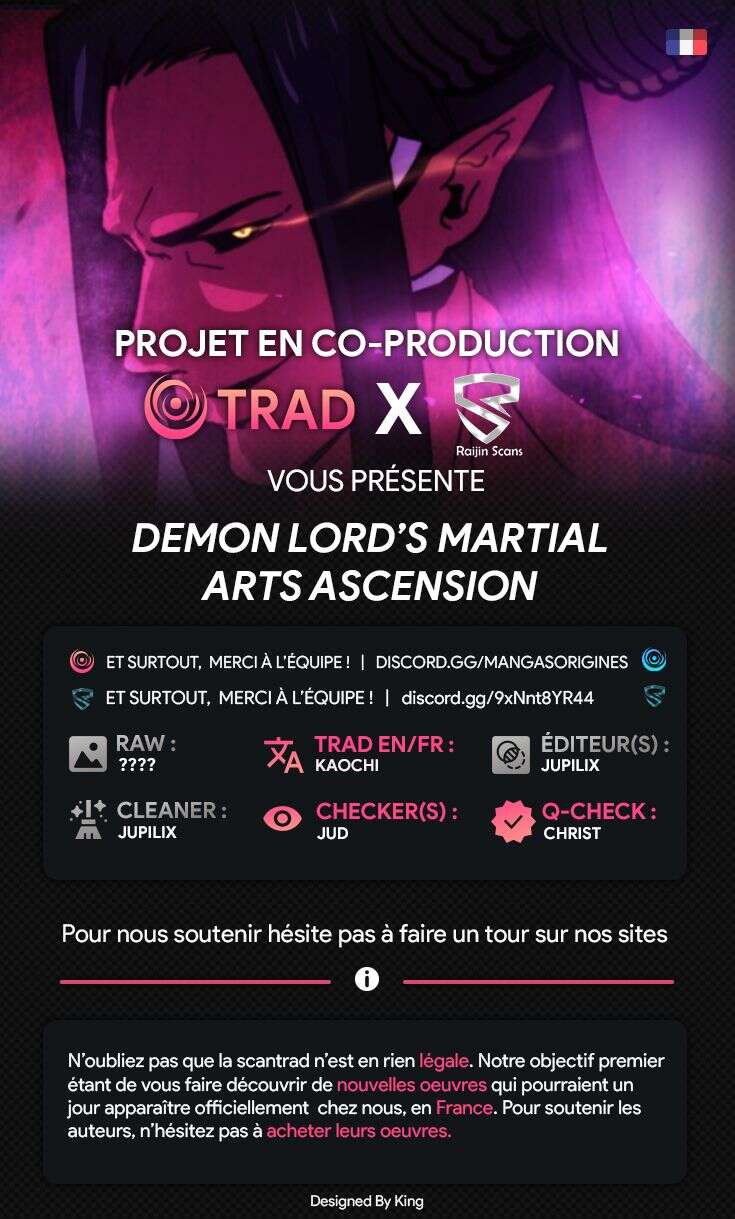 PROJET EN CO-PRODUCTION
TRAD X
Raijin Scans
VOUS PRÉSENTE
DEMON LORD'S MARTIAL
ARTS ASCENSION
ET SURTOUT, MERCI À L'ÉQUIPE ! | DISCORD.GG/MANGASORIGINES
ET SURTOUT, MERCI À L'ÉQUIPE ! | discord.gg/9xNnt8YR44
RAW :
????
TRAD EN/FR :
KAOCHI
ÉDITEUR(S) :
JUPILIX
CLEANER :
JUPILIX
CHECKER(S) :
JUD
Q-CHECK :
CHRIST
Pour nous soutenir hésite pas à faire un tour sur nos sites
N'oubliez pas que la scantrad n'est en rien légale. Notre objectif premier
étant de vous faire découvrir de nouvelles oeuvres qui pourraient un
jour apparaître officiellement chez nous, en France. Pour soutenir les
auteurs, n'hésitez pas à acheter leurs oeuvres.
Designed By King